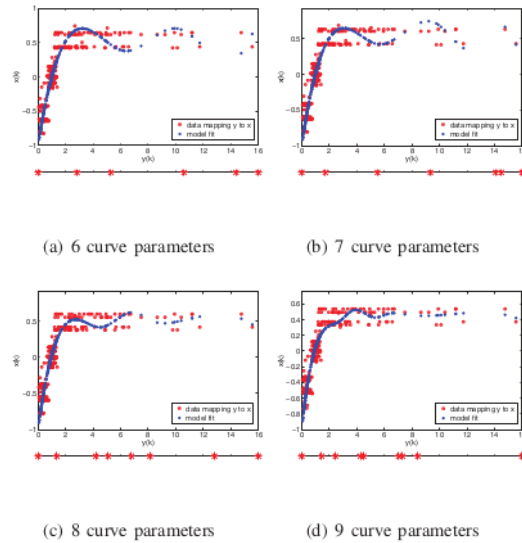 1
0.5
0
-0.5
-1
x(k)
0 2 4 6 8 10 12 14 16
y(k)
data mapping y to x
model fit
(a) 6 curve parameters
0.5
0
-0.5
-1
x(k)
0 2 4 6 8 10 12 14 16
y(k)
data mapping y to x
model fit
(b) 7 curve parameters
0.5
0
-0.5
-1
x(k)
0 2 4 6 8 10 12 14 16
y(k)
data mapping y to x
model fit
(c) 8 curve parameters
0.6
0.4
0.2
0
-0.2
-0.4
-0.6
-0.8
-1
x(k)
0 2 4 6 8 10 12 14 16
y(k)
data mapping y to x
model fit
(d) 9 curve parameters